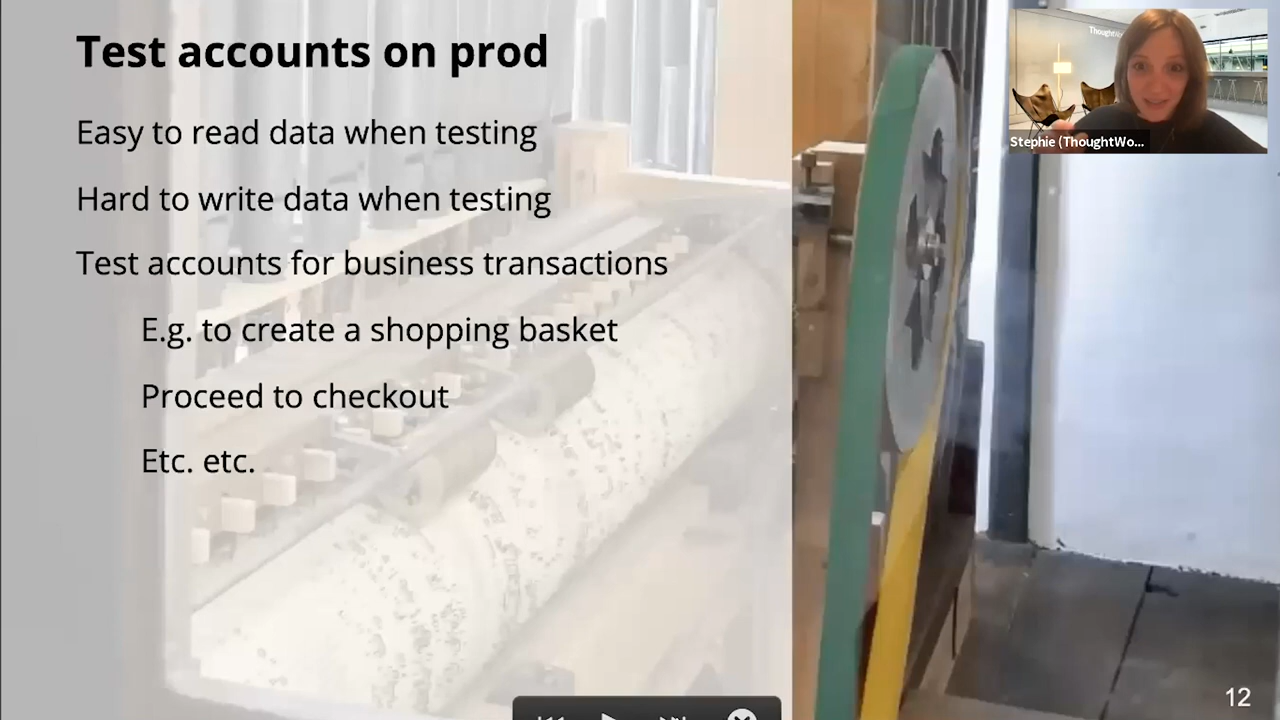 Test accounts on prod
Easy to read data when testing
Hard to write data when testing
Test accounts for business transactions
E.g. to create a shopping basket
Proceed to checkout
Etc. etc.
Stephie (ThoughtWo...
12